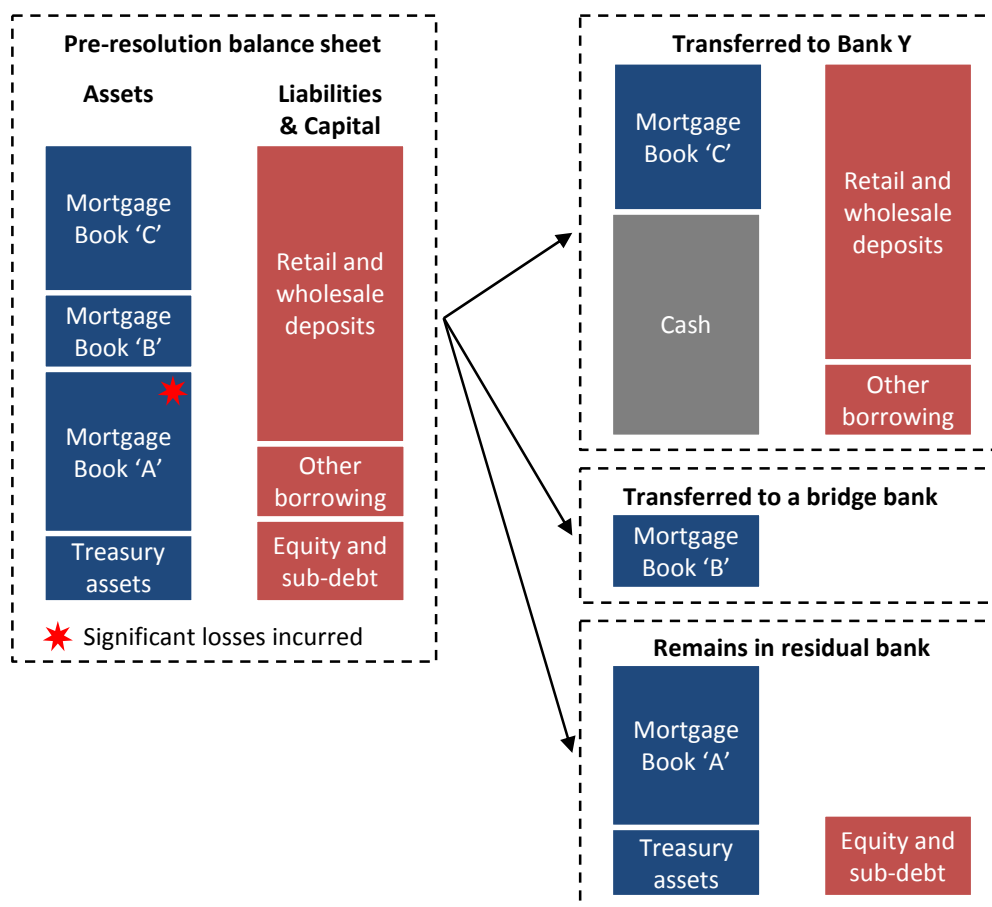 Pre-resolution balance sheet
Assets
Liabilities
& Capital
Mortgage
Book ‘C’
Mortgage
Book ‘B’
Mortgage
Book ‘A’
Treasury
assets
Retail and
wholesale
deposits
Other
borrowing
Equity and
sub-debt
Significant losses incurred
Transferred to Bank Y
Mortgage
Book ‘C’
Cash
Retail and
wholesale
deposits
Other
borrowing
Transferred to a bridge bank
Mortgage
Book ‘B’
Remains in residual bank
Mortgage
Book ‘A’
Treasury
assets
Equity and
sub-debt